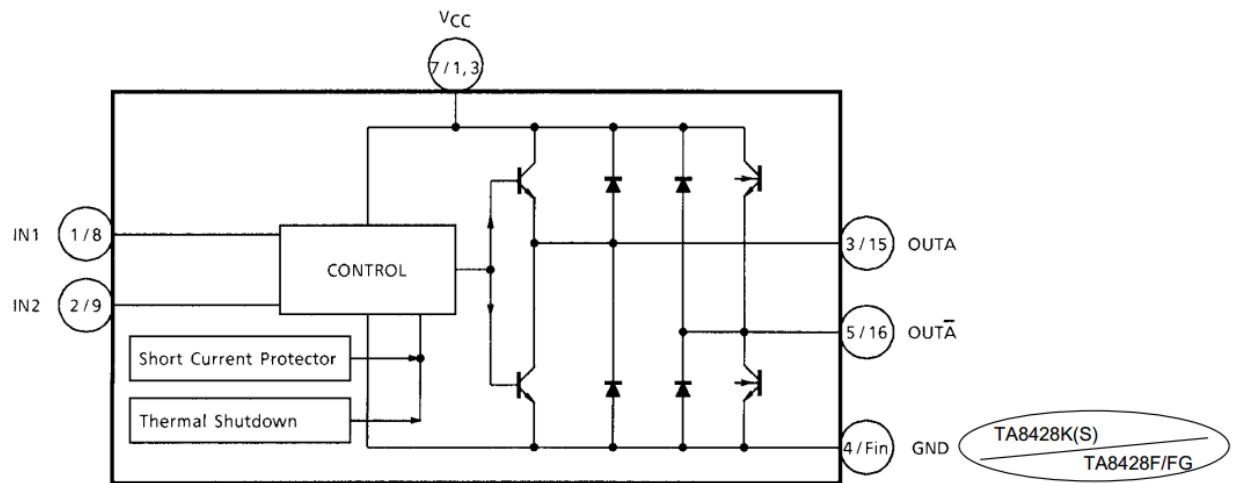 VCC
7/1, 3
IN1 1/8
CONTROL
3/15 OUTA
IN2 2/9
5/16 OUTA̅
Short Current Protector
Thermal Shutdown
4/Fin GND
TA8428K(S)
TA8428F/FG